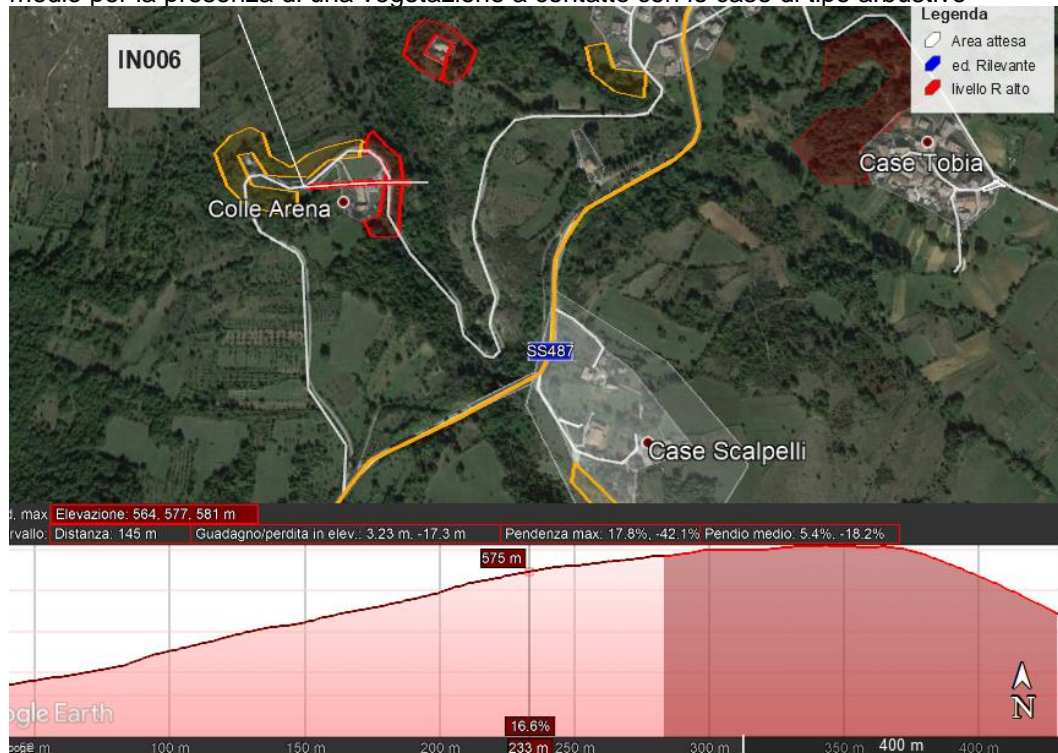 medio per la presenza di una vegetazione a contatto con le case di tipo arbustivo
IN006
Legenda
Area attesa
ed. Rilevante
livello R alto
Case Tobia
Colle Arena
SS487
Case Scalpelli
max Elevazione: 564, 577, 581 m
Distanza: 145 m Guadagno/perdita in elev.: 3.23 m, -17.3 m Pendenza max: 17.8%, -42.1% Pendio medio: 5.4%, -18.2%
575 m
N
ogle Earth
16.6%
100 m 150 m 200 m 233 m 250 m 300 m 350 m 400 m 400 m